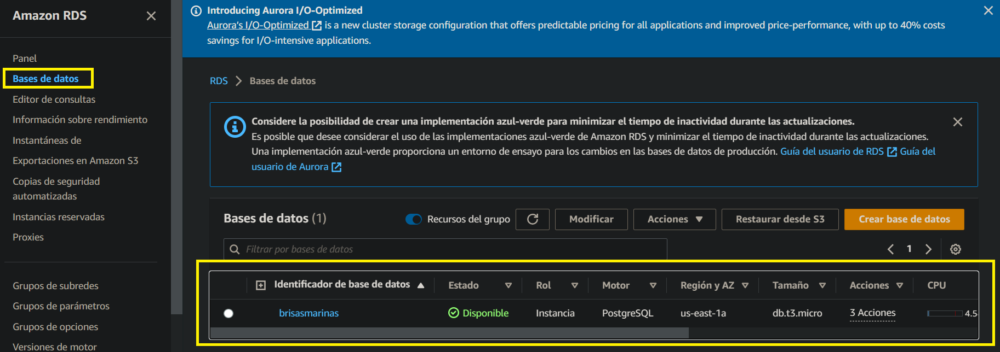 Amazon RDS
Panel
Bases de datos
Editor de consultas
Información sobre rendimiento
Instantáneas de
Exportaciones en Amazon S3
Copias de seguridad
automatizadas
Instancias reservadas
Proxies
Grupos de subredes
Grupos de parámetros
Grupos de opciones
Versiones de motor
Introducing Aurora I/O-Optimized
Aurora's I/O-Optimized is a new cluster storage configuration that offers predictable pricing for all applications and improved price-performance, with up to 40% costs
savings for I/O-intensive applications.
RDS > Bases de datos
Considere la posibilidad de crear una implementación azul-verde para minimizar el tiempo de inactividad durante las actualizaciones.
Es posible que desee considerar el uso de las implementaciones azul-verde de Amazon RDS y minimizar el tiempo de inactividad durante las actualizaciones.
Una implementación azul-verde proporciona un entorno de ensayo para los cambios en las bases de datos de producción. Guía del usuario de RDS Guía del
usuario de Aurora
Bases de datos (1) Recursos del grupo Modificar Acciones Restaurar desde S3 Crear base de datos
Filtrar por bases de datos 1
Identificador de base de datos Estado Rol Motor Región y AZ Tamaño Acciones CPU
brisasmarinas Disponible Instancia PostgreSQL us-east-1a db.t3.micro 3 Acciones 4.5